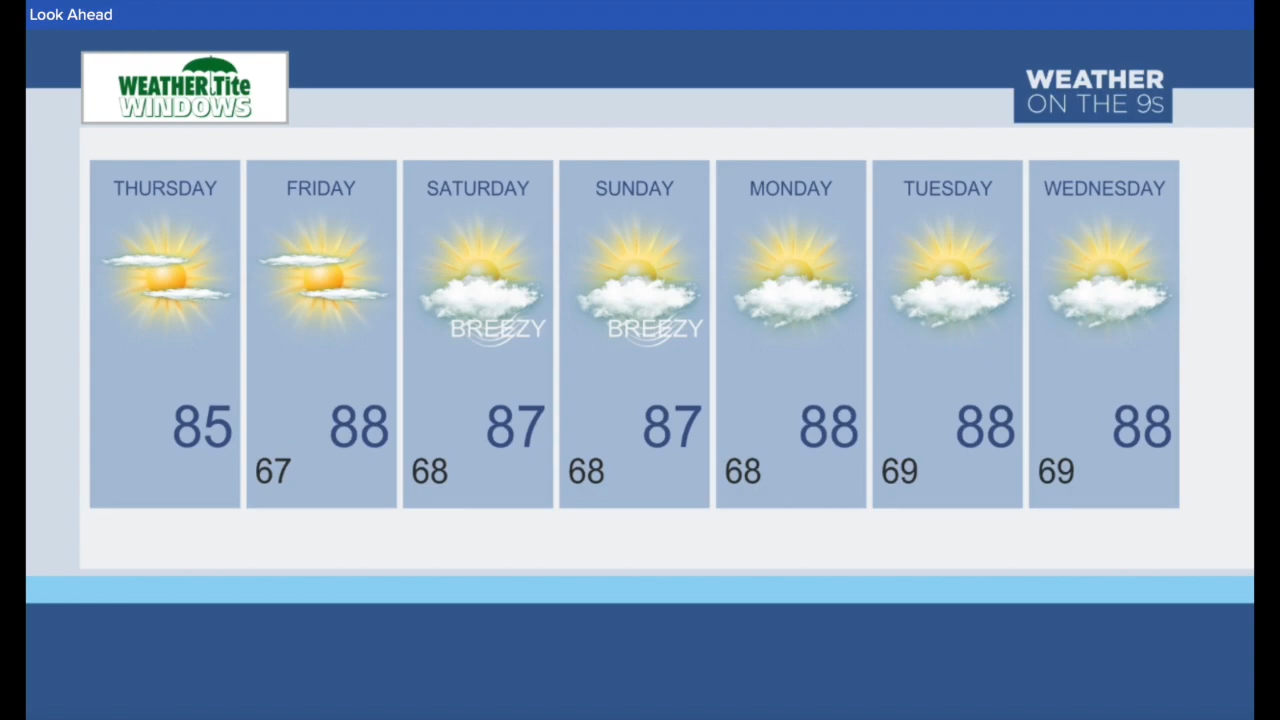 Look Ahead
WEATHER Tite
WINDOWS
WEATHER
ON THE 9s
THURSDAY FRIDAY SATURDAY SUNDAY MONDAY TUESDAY WEDNESDAY
BREEZY BREEZY
85 88 87 87 88 88 88
67 68 68 68 69 69